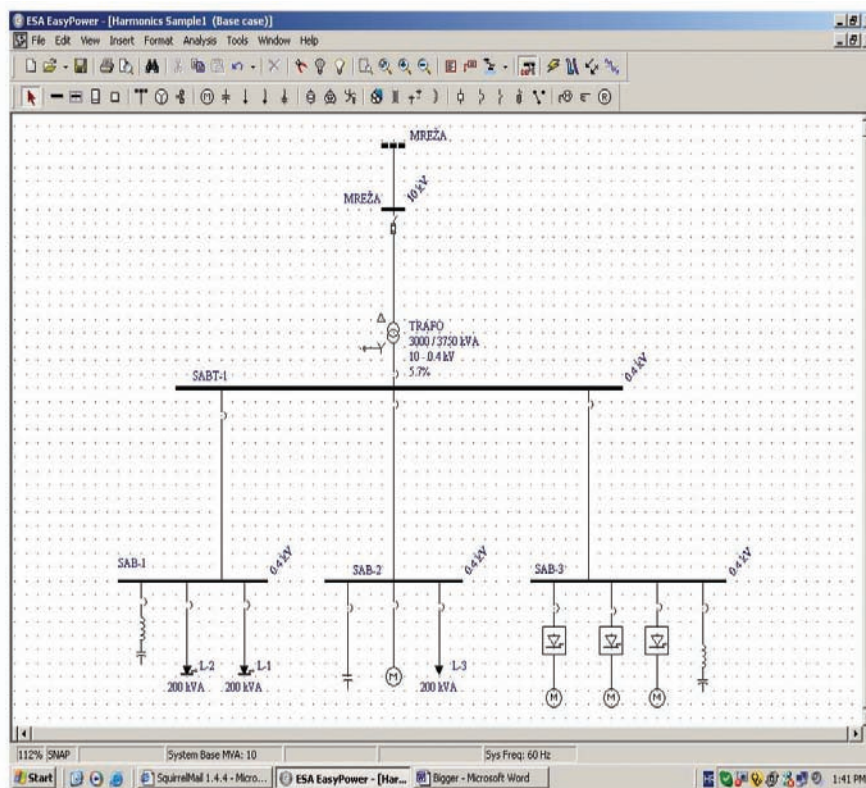 ESA EasyPower - [Harmonics Sample1 (Base case)]
File Edit View Insert Format Analysis Tools Window Help
MREŽA
MREŽA
10 kV
TRAFO
3000 / 3750 kVA
10 - 0.4 kV
5.7%
SABT-1
0.4 kV
SAB-1
0.4 kV
SAB-2
0.4 kV
SAB-3
0.4 kV
L-2
200 kVA
L-1
200 kVA
L-3
200 kVA
M
M
M
M
112% SNAP System Base MVA: 10 Sys Freq: 60 Hz
Start SquirrelMail 1.4.4 - Micro... ESA EasyPower - [Har... Bigger - Microsoft Word 1:41 PM